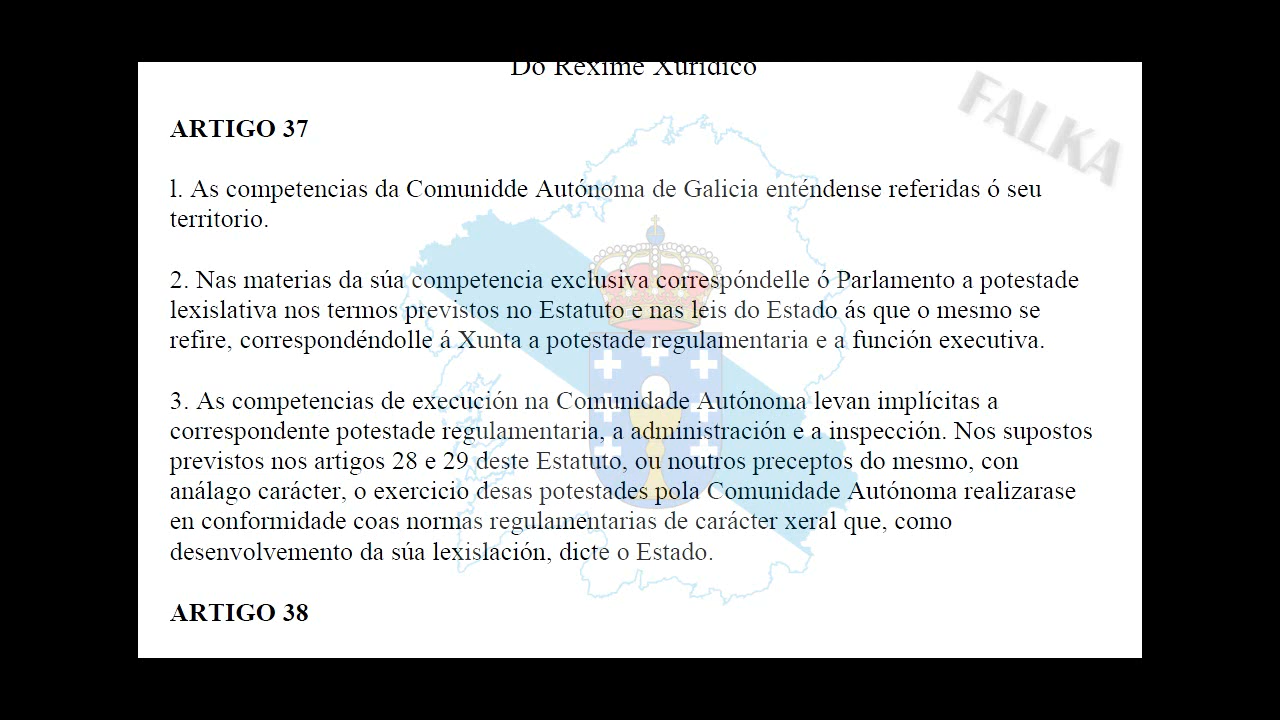 Do Réxime Xurídico
FALKA
ARTIGO 37
l. As competencias da Comunidde Autónoma de Galicia enténdense referidas ó seu
territorio.
2. Nas materias da súa competencia exclusiva correspóndelle ó Parlamento a potestade
lexislativa nos termos previstos no Estatuto e nas leis do Estado ás que o mesmo se
refire, correspondéndolle á Xunta a potestade regulamentaria e a función executiva.
3. As competencias de execución na Comunidade Autónoma levan implícitas a
correspondente potestade regulamentaria, a administración e a inspección. Nos supostos
previstos nos artigos 28 e 29 deste Estatuto, ou noutros preceptos do mesmo, con
análago carácter, o exercicio desas potestades pola Comunidade Autónoma realizarase
en conformidade coas normas regulamentarias de carácter xeral que, como
desenvolvemento da súa lexislación, dicte o Estado.
ARTIGO 38